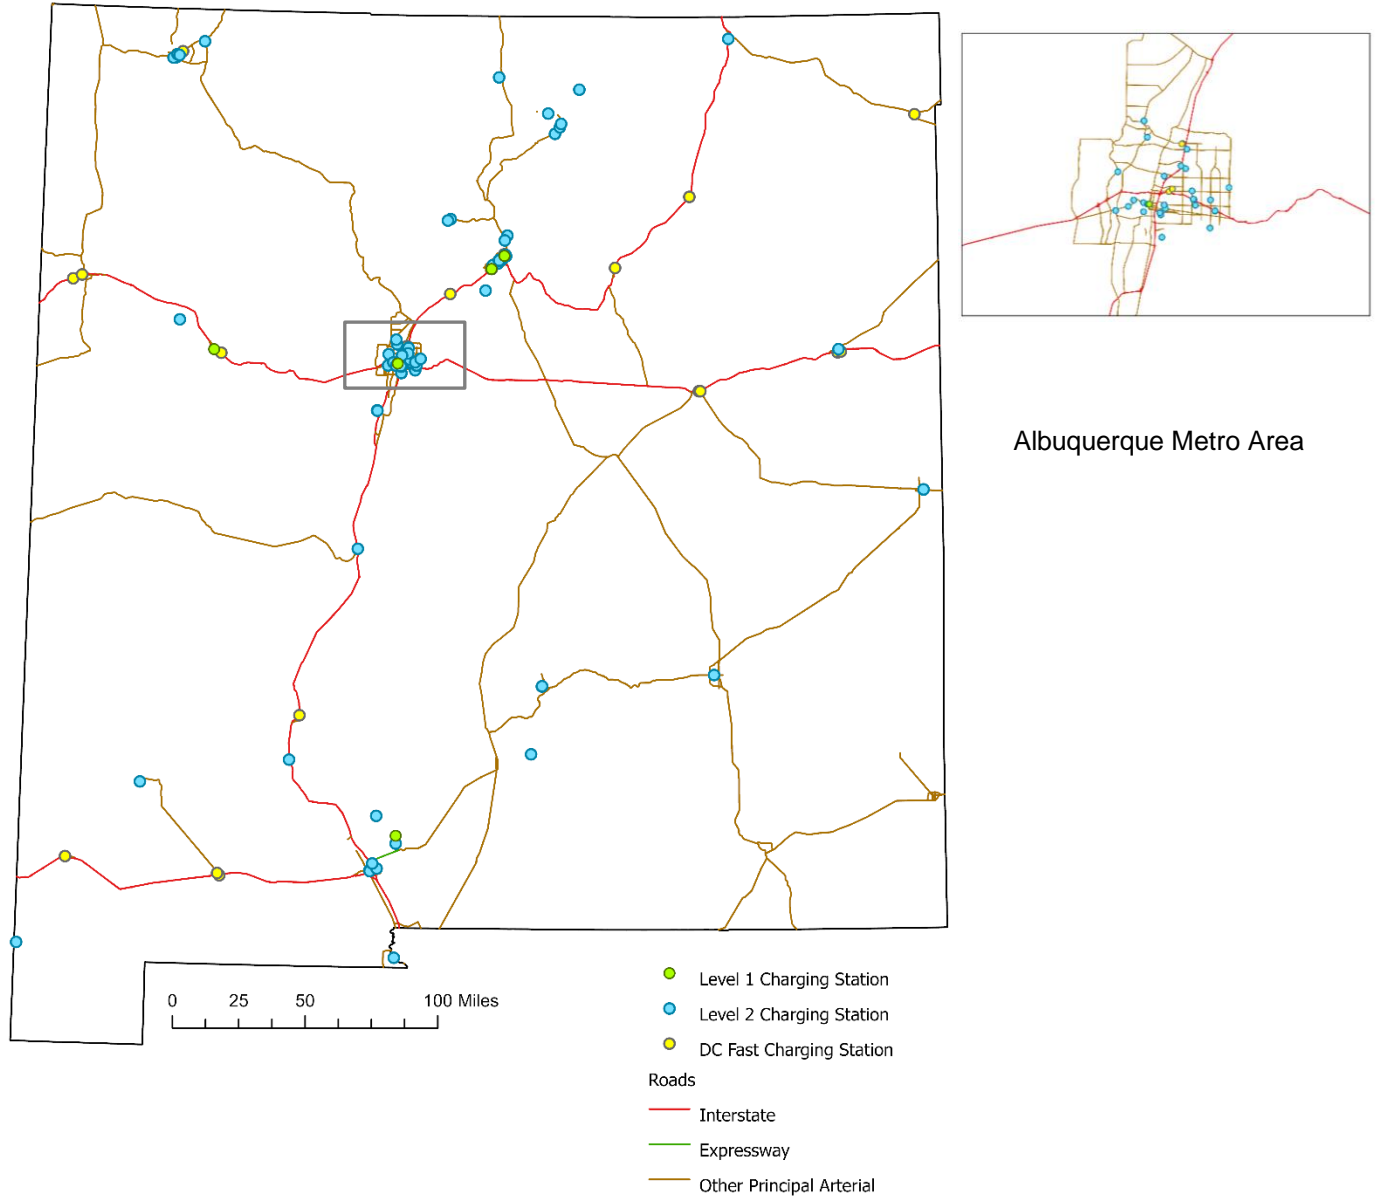 Albuquerque Metro Area
0 25 50 100 Miles
Level 1 Charging Station
Level 2 Charging Station
DC Fast Charging Station
Roads
Interstate
Expressway
Other Principal Arterial